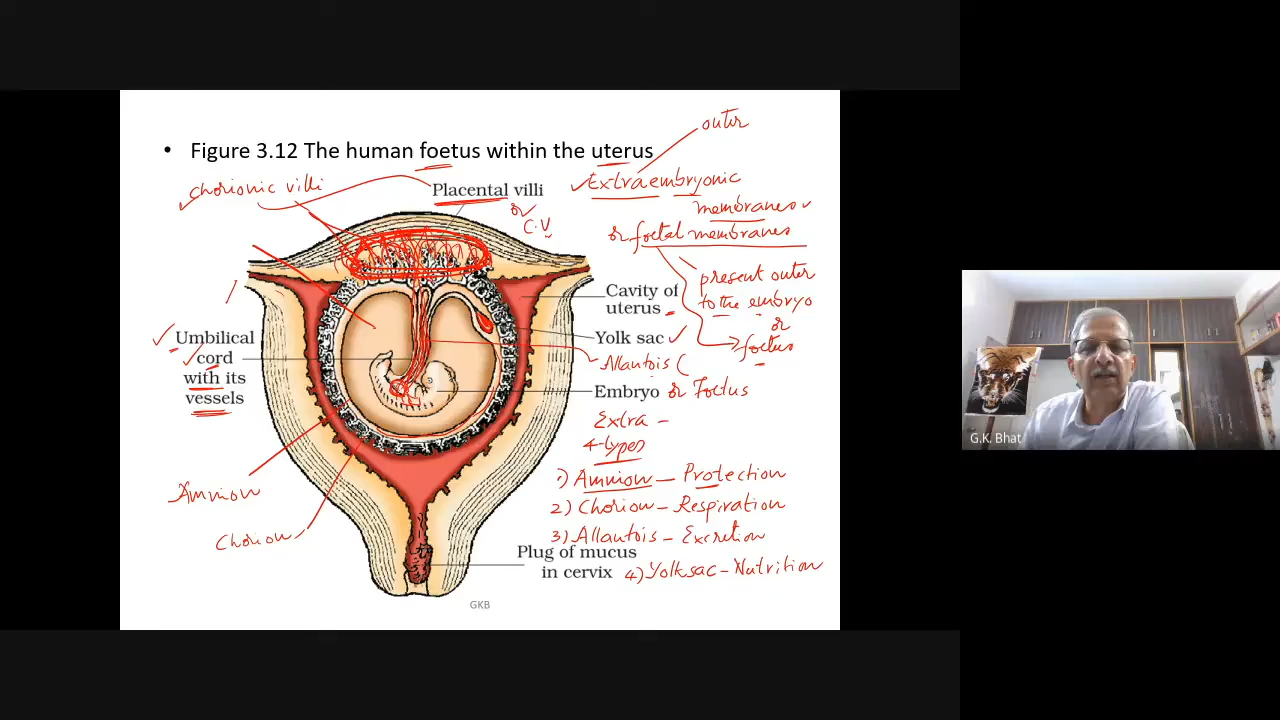 outer
• Figure 3.12 The human foetus within the uterus
Chorionic villi
Placental villi
or
C.V
Extraembryonic
membranes
or foetal membranes
present outer
to the embryo
or
foetus
Cavity of
uterus
Umbilical
cord
with its
vessels
Yolk sac
Allantois (
Embryo or Foetus
Extra -
4-types
1) Amnion - Protection
2) Chorion - Respiration
3) Allantois - Excretion
4) Yolksac - Nutrition
Amnion
Chorion
Plug of mucus
in cervix
GKB
G.K. Bhat